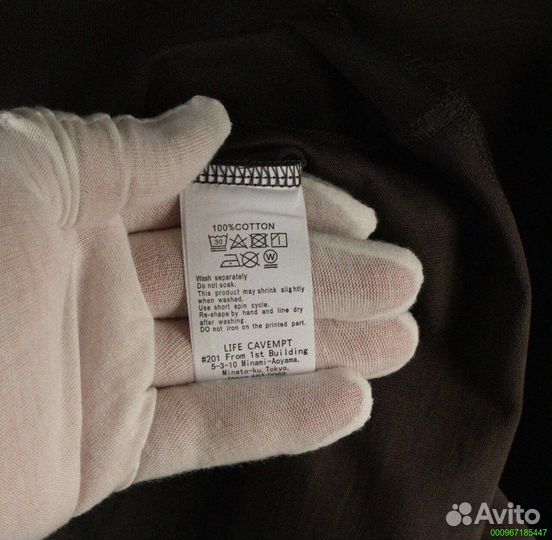 100%COTTON
30
W
Wash separately
Do not soak.
This product may shrink slightly
when washed.
Use short spin cycle.
Re-shape by hand and line dry
after washing.
DO not iron on the printed part.
LIFE CAVEMPT
#201 From 1st Building
5-3-10 Minami-Aoyama,
Minato-ku, Tokyo,
Avito
000967185447